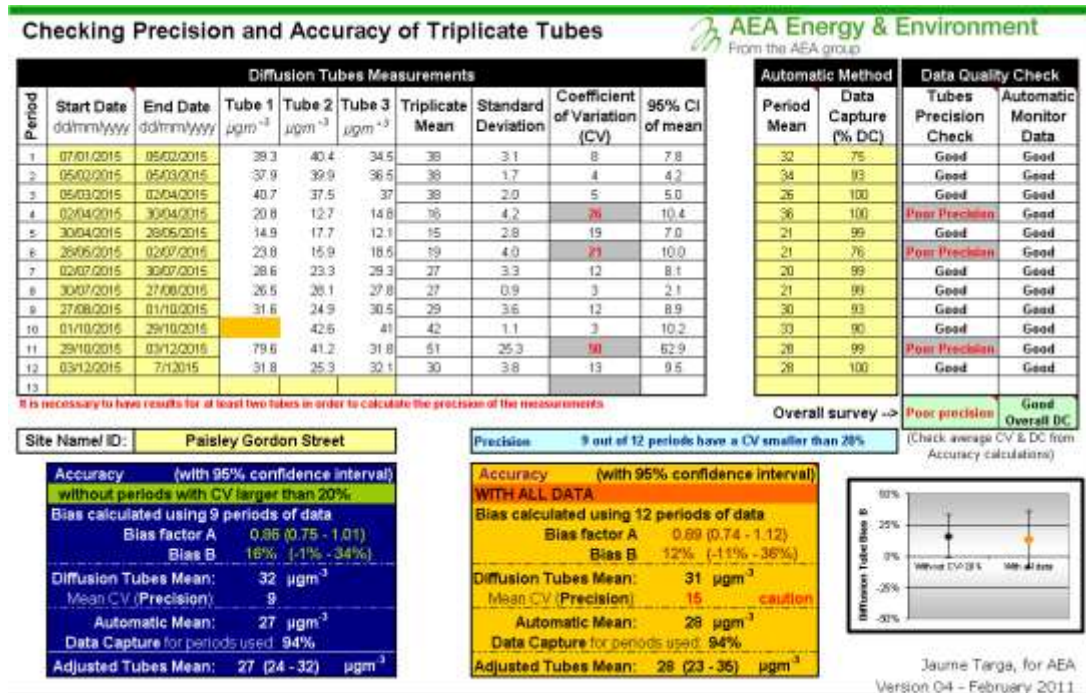 Checking Precision and Accuracy of Triplicate Tubes
AEA Energy & Environment
From the AEA group
Diffusion Tubes Measurements
Automatic Method
Data Quality Check
Period
Start Date dd/mm/yyyy
End Date dd/mm/yyyy
Tube 1 µgm-3
Tube 2 µgm-3
Tube 3 µgm-3
Triplicate Mean
Standard Deviation
Coefficient of Variation (CV)
95% CI of mean
Period Mean
Data Capture (% DC)
Tubes Precision Check
Automatic Monitor Data
1 07/01/2015 05/02/2015 39.3 40.4 34.5 38 3.1 8 7.8 32 75 Good Good
2 05/02/2015 05/03/2015 37.9 39.9 36.5 38 1.7 4 4.2 34 93 Good Good
3 05/03/2015 02/04/2015 40.7 37.5 37 38 2.0 5 5.0 26 100 Good Good
4 02/04/2015 30/04/2015 20.8 12.7 14.8 16 4.2 26 10.4 36 100 Poor Precision Good
5 30/04/2015 28/05/2015 14.9 17.7 12.1 15 2.8 19 7.0 21 99 Good Good
6 28/05/2015 02/07/2015 23.8 15.9 18.5 19 4.0 21 10.0 21 76 Poor Precision Good
7 02/07/2015 30/07/2015 28.6 23.3 29.3 27 3.3 12 8.1 20 99 Good Good
8 30/07/2015 27/08/2015 26.5 28.1 27.8 27 0.9 3 2.1 21 99 Good Good
9 27/08/2015 01/10/2015 31.6 24.9 30.5 29 3.6 12 8.9 30 93 Good Good
10 01/10/2015 29/10/2015 42.6 41 42 1.1 3 10.2 33 90 Good Good
11 29/10/2015 03/12/2015 79.6 41.2 31.8 51 25.3 50 62.9 28 99 Poor Precision Good
12 03/12/2015 7/12015 31.8 25.3 32.1 30 3.8 13 9.5 28 100 Good Good
13
It is necessary to have results for at least two tubes in order to calculate the precision of the measurements
Overall survey --> Poor precision Good Overall DC
Site Name/ ID: Paisley Gordon Street
Precision 9 out of 12 periods have a CV smaller than 20%
(Check average CV & DC from Accuracy calculations)
Accuracy (with 95% confidence interval)
without periods with CV larger than 20%
Bias calculated using 9 periods of data
Bias factor A 0.86 (0.75 - 1.01)
Bias B 16% (-1% - 34%)
Diffusion Tubes Mean: 32 µgm-3
Mean CV (Precision) 9
Automatic Mean: 27 µgm-3
Data Capture for periods used: 94%
Adjusted Tubes Mean: 27 (24 - 32) µgm-3
Accuracy (with 95% confidence interval)
WITH ALL DATA
Bias calculated using 12 periods of data
Bias factor A 0.89 (0.74 - 1.12)
Bias B 12% (-11% - 36%)
Diffusion Tubes Mean: 31 µgm-3
Mean CV (Precision) 15 caution
Automatic Mean: 28 µgm-3
Data Capture for periods used: 94%
Adjusted Tubes Mean: 28 (23 - 35) µgm-3
Diffusion Tube Bias B
50%
25%
0%
-25%
-50%
Without CV>20%
With all data
Jaume Targa, for AEA
Version 04 - February 2011